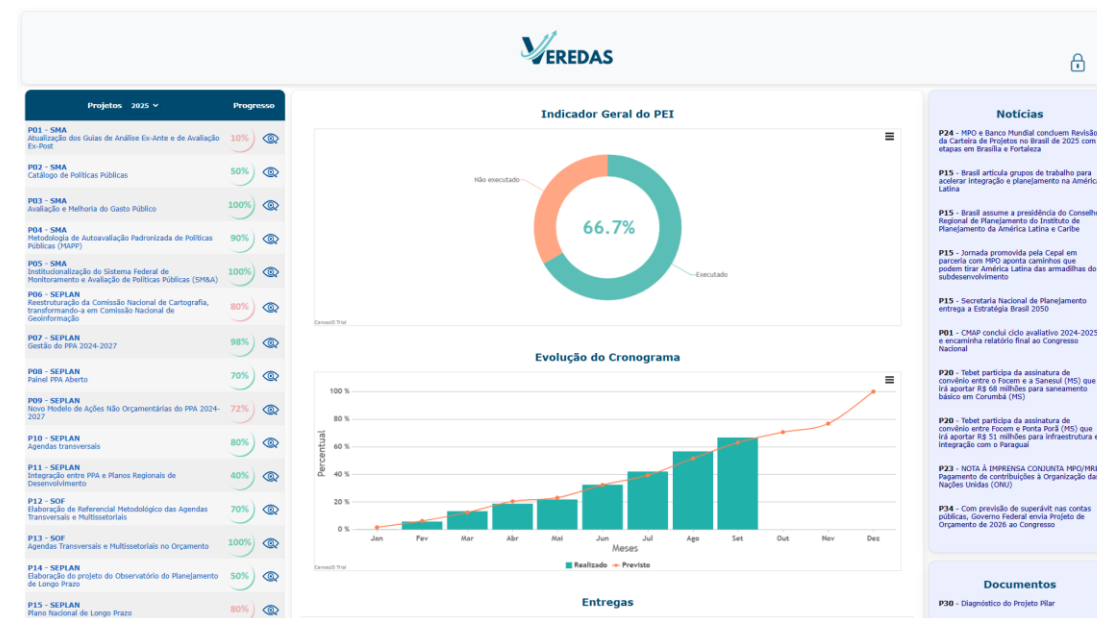 VEREDAS
Projetos 2025 Progresso
P01 - SMA
Atualização dos Guias de Análise Ex-Ante e de Avaliação
Ex-Post
10%
P02 - SMA
Catálogo de Políticas Públicas
50%
P03 - SMA
Avaliação e Melhoria do Gasto Público
100%
P04 - SMA
Metodologia de Autoavaliação Padronizada de Políticas
Públicas (MAPP)
90%
P05 - SMA
Institucionalização do Sistema Federal de
Monitoramento e Avaliação de Políticas Públicas (SM&A)
100%
P06 - SEPLAN
Reestruturação da Comissão Nacional de Cartografia,
transformando-a em Comissão Nacional de
Geoinformação
80%
P07 - SEPLAN
Gestão do PPA 2024-2027
98%
P08 - SEPLAN
Painel PPA Aberto
70%
P09 - SEPLAN
Novo Modelo de Ações Não Orçamentárias do PPA 2024-
2027
72%
P10 - SEPLAN
Agendas transversais
80%
P11 - SEPLAN
Integração entre PPA e Planos Regionais de
Desenvolvimento
40%
P12 - SOF
Elaboração de Referencial Metodológico das Agendas
Transversais e Multissetoriais
70%
P13 - SOF
Agendas Transversais e Multissetoriais no Orçamento
100%
P14 - SEPLAN
Elaboração do projeto do Observatório do Planejamento
de Longo Prazo
50%
P15 - SEPLAN
Plano Nacional de Longo Prazo
80%
Indicador Geral do PEI
Não executado
66.7%
Executado
CanvasJS Trial
Evolução do Cronograma
100 %
80 %
60 %
40 %
20 %
0 %
Percentual
Jan Fev Mar Abr Mai Jun Jul Ago Set Out Nov Dez
Meses
Realizado Previsto
CanvasJS Trial
Entregas
Notícias
P24 - MPO e Banco Mundial concluem Revisão
da Carteira de Projetos no Brasil de 2025 com
etapas em Brasília e Fortaleza
P15 - Brasil articula grupos de trabalho para
acelerar integração e planejamento na América
Latina
P15 - Brasil assume a presidência do Conselho
Regional de Planejamento do Instituto de
Planejamento da América Latina e Caribe
P15 - Jornada promovida pela Cepal em
parceria com MPO aponta caminhos que
podem tirar América Latina das armadilhas do
subdesenvolvimento
P15 - Secretaria Nacional de Planejamento
entrega a Estratégia Brasil 2050
P01 - CMAP conclui ciclo avaliativo 2024-2025
e encaminha relatório final ao Congresso
Nacional
P20 - Tebet participa da assinatura de
convênio entre o Focem e a Sanesul (MS) que
irá aportar R$ 68 milhões para saneamento
básico em Corumbá (MS)
P20 - Tebet participa da assinatura de
convênio entre Focem e Ponta Porã (MS) que
irá aportar R$ 51 milhões para infraestrutura e
integração com o Paraguai
P23 - NOTA À IMPRENSA CONJUNTA MPO/MRE
Pagamento de contribuições à Organização das
Nações Unidas (ONU)
P34 - Com previsão de superávit nas contas
públicas, Governo Federal envia Projeto de
Orçamento de 2026 ao Congresso
Documentos
P30 - Diagnóstico do Projeto Pilar